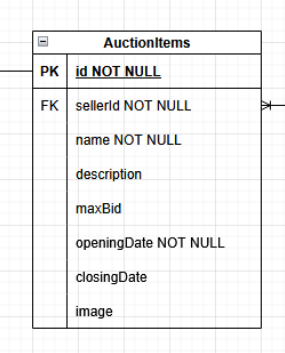 AuctionItems
PK id NOT NULL
FK sellerId NOT NULL
name NOT NULL
description
maxBid
openingDate NOT NULL
closingDate
image